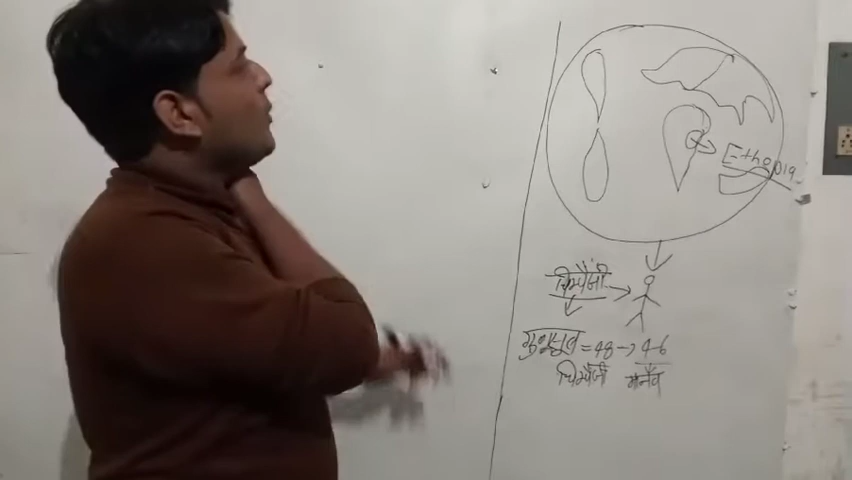 Ethopia
चिम्पैंजी
गुणसूत्र = 48 → 46
चिम्पैंजी मानव